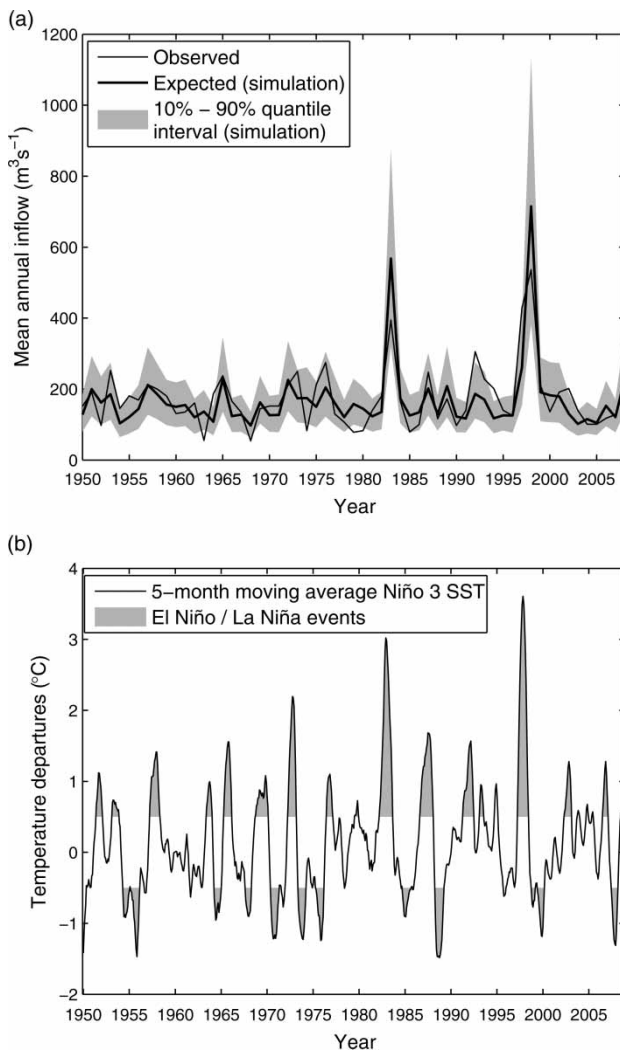 (a)
1200
Observed
Expected (simulation)
10% − 90% quantile
interval (simulation)
1000
800
600
400
200
0
Mean annual inflow (m³s⁻¹)
1950 1955 1960 1965 1970 1975 1980 1985 1990 1995 2000 2005
Year
(b)
4
5−month moving average Niño 3 SST
El Niño / La Niña events
3
2
1
0
−1
−2
Temperature departures (°C)
1950 1955 1960 1965 1970 1975 1980 1985 1990 1995 2000 2005
Year